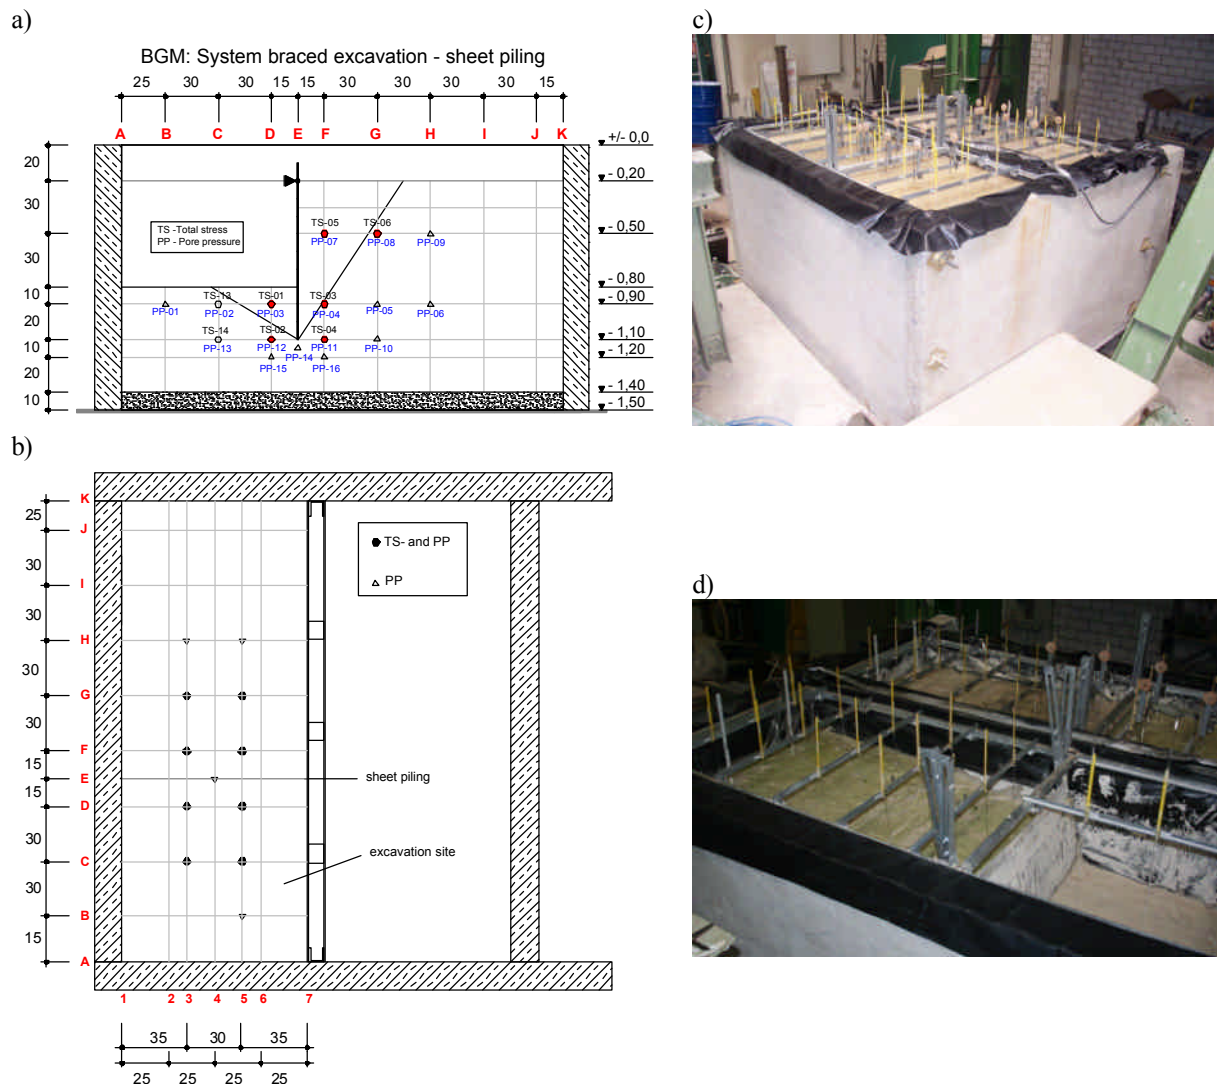 a)
BGM: System braced excavation - sheet piling
25 30 30 15 15 30 30 30 30 15
A B C D E F G H I J K
+/- 0,0
20
- 0,20
30
TS-05 TS-06
TS -Total stress
PP - Pore pressure
- 0,50
PP-07 PP-08 PP-09
30
- 0,80
10
TS-13 TS-01 TS-03
- 0,90
PP-01 PP-02 PP-03 PP-04 PP-05 PP-06
20
TS-14 TS-02 TS-04
- 1,10
PP-13 PP-12 PP-14 PP-11 PP-10
10
- 1,20
PP-15 PP-16
20
- 1,40
10
- 1,50
b)
K
25
J
TS- and PP
30
PP
I
30
H
30
G
30
F
15
E
sheet piling
15
D
30
excavation site
C
30
B
15
A
1 2 3 4 5 6 7
35 30 35
25 25 25 25
c)
d)